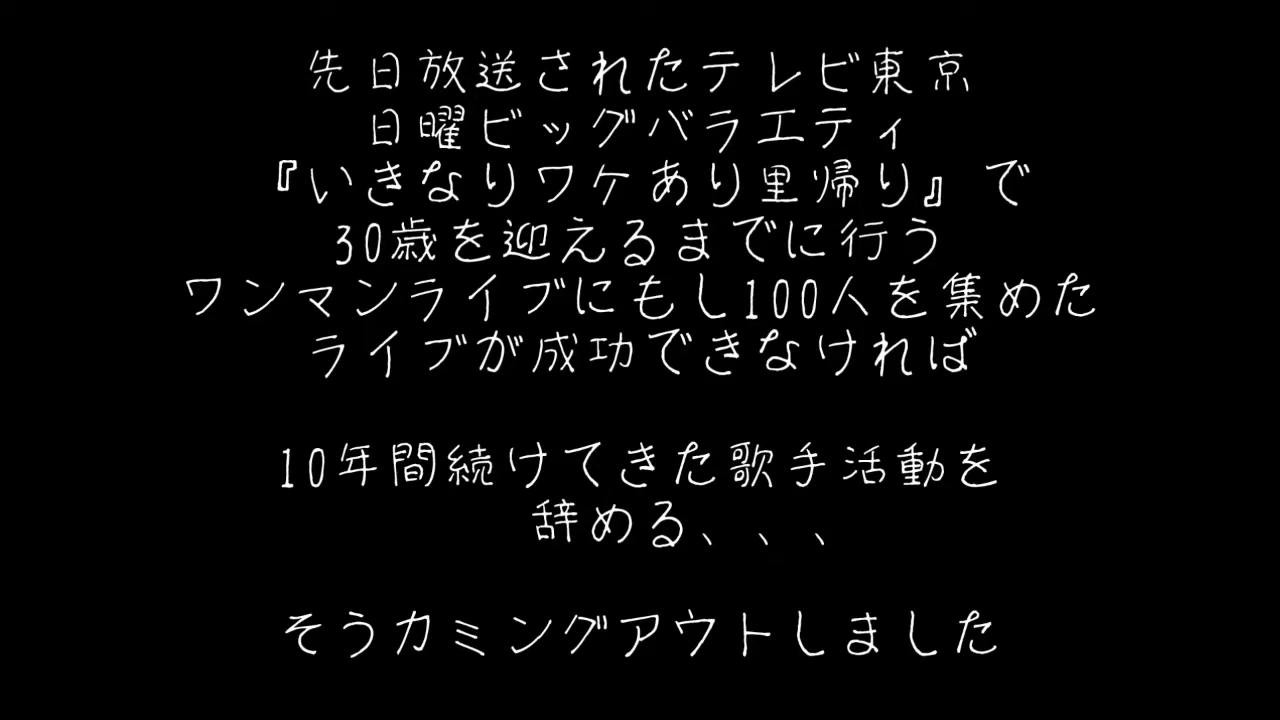 先日放送されたテレビ東京
日曜ビッグバラエティ
『いきなりワケあり里帰り』で
30歳を迎えるまでに行う
ワンマンライブにもし100人を集めた
ライブが成功できなければ
10年間続けてきた歌手活動を
辞める、、、
そうカミングアウトしました